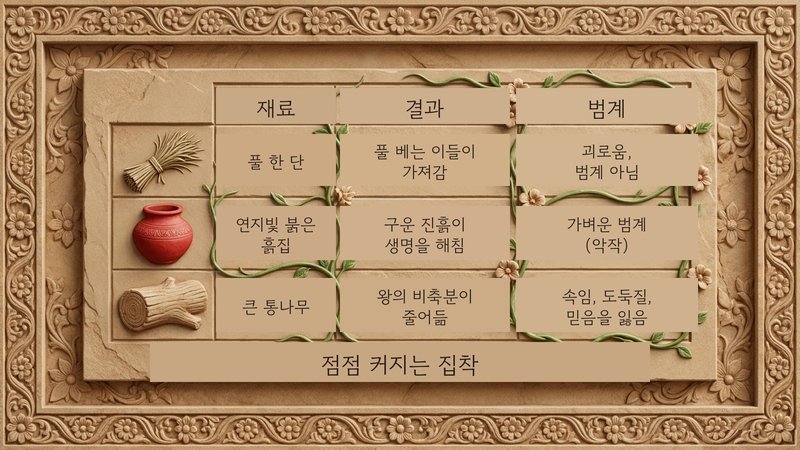 재료
결과
범계
풀 한 단
풀 베는 이들이
가져감
괴로움,
범계 아님
연지빛 붉은
흙집
구운 진흙이
생명을 해침
가벼운 범계
(악작)
큰 통나무
왕의 비축분이
줄어듦
속임, 도둑질,
믿음을 잃음
점점 커지는 집착